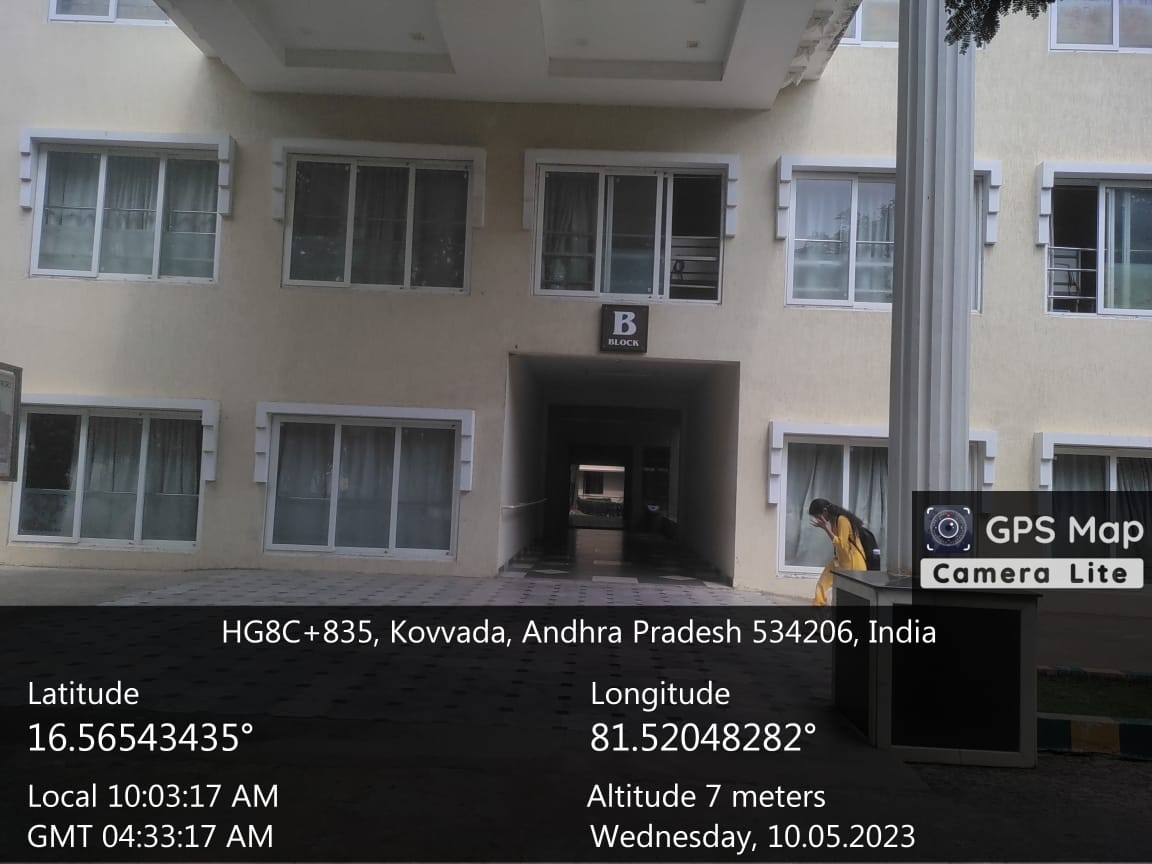 B
BLOCK
GPS Map
Camera Lite
HG8C+835, Kovvada, Andhra Pradesh 534206, India
Latitude
16.56543435°
Longitude
81.52048282°
Local 10:03:17 AM
GMT 04:33:17 AM
Altitude 7 meters
Wednesday, 10.05.2023